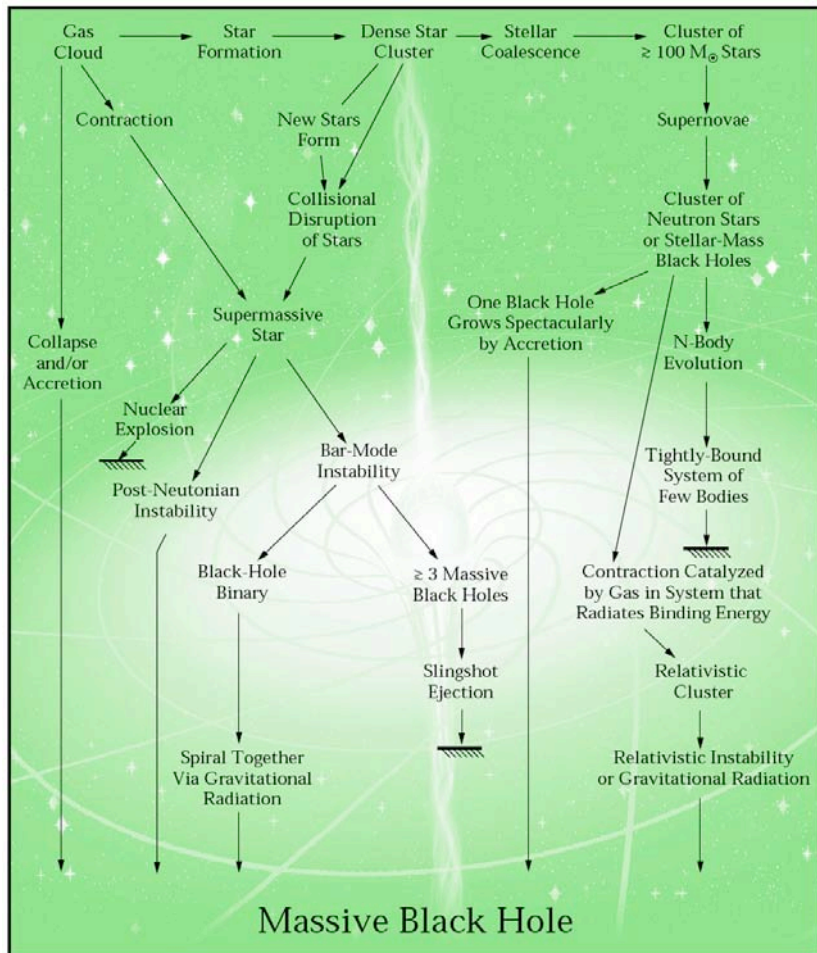 Gas
Cloud
Star
Formation
Dense Star
Cluster
Stellar
Coalescence
Cluster of
≥ 100 M☉ Stars
Contraction
New Stars
Form
Supernovae
Collisional
Disruption
of Stars
Cluster of
Neutron Stars
or Stellar-Mass
Black Holes
Supermassive
Star
One Black Hole
Grows Spectacularly
by Accretion
Collapse
and/or
Accretion
N-Body
Evolution
Nuclear
Explosion
Bar-Mode
Instability
Tightly-Bound
System of
Few Bodies
Post-Neutonian
Instability
Black-Hole
Binary
≥ 3 Massive
Black Holes
Contraction Catalyzed
by Gas in System that
Radiates Binding Energy
Slingshot
Ejection
Relativistic
Cluster
Spiral Together
Via Gravitational
Radiation
Relativistic Instability
or Gravitational Radiation
Massive Black Hole